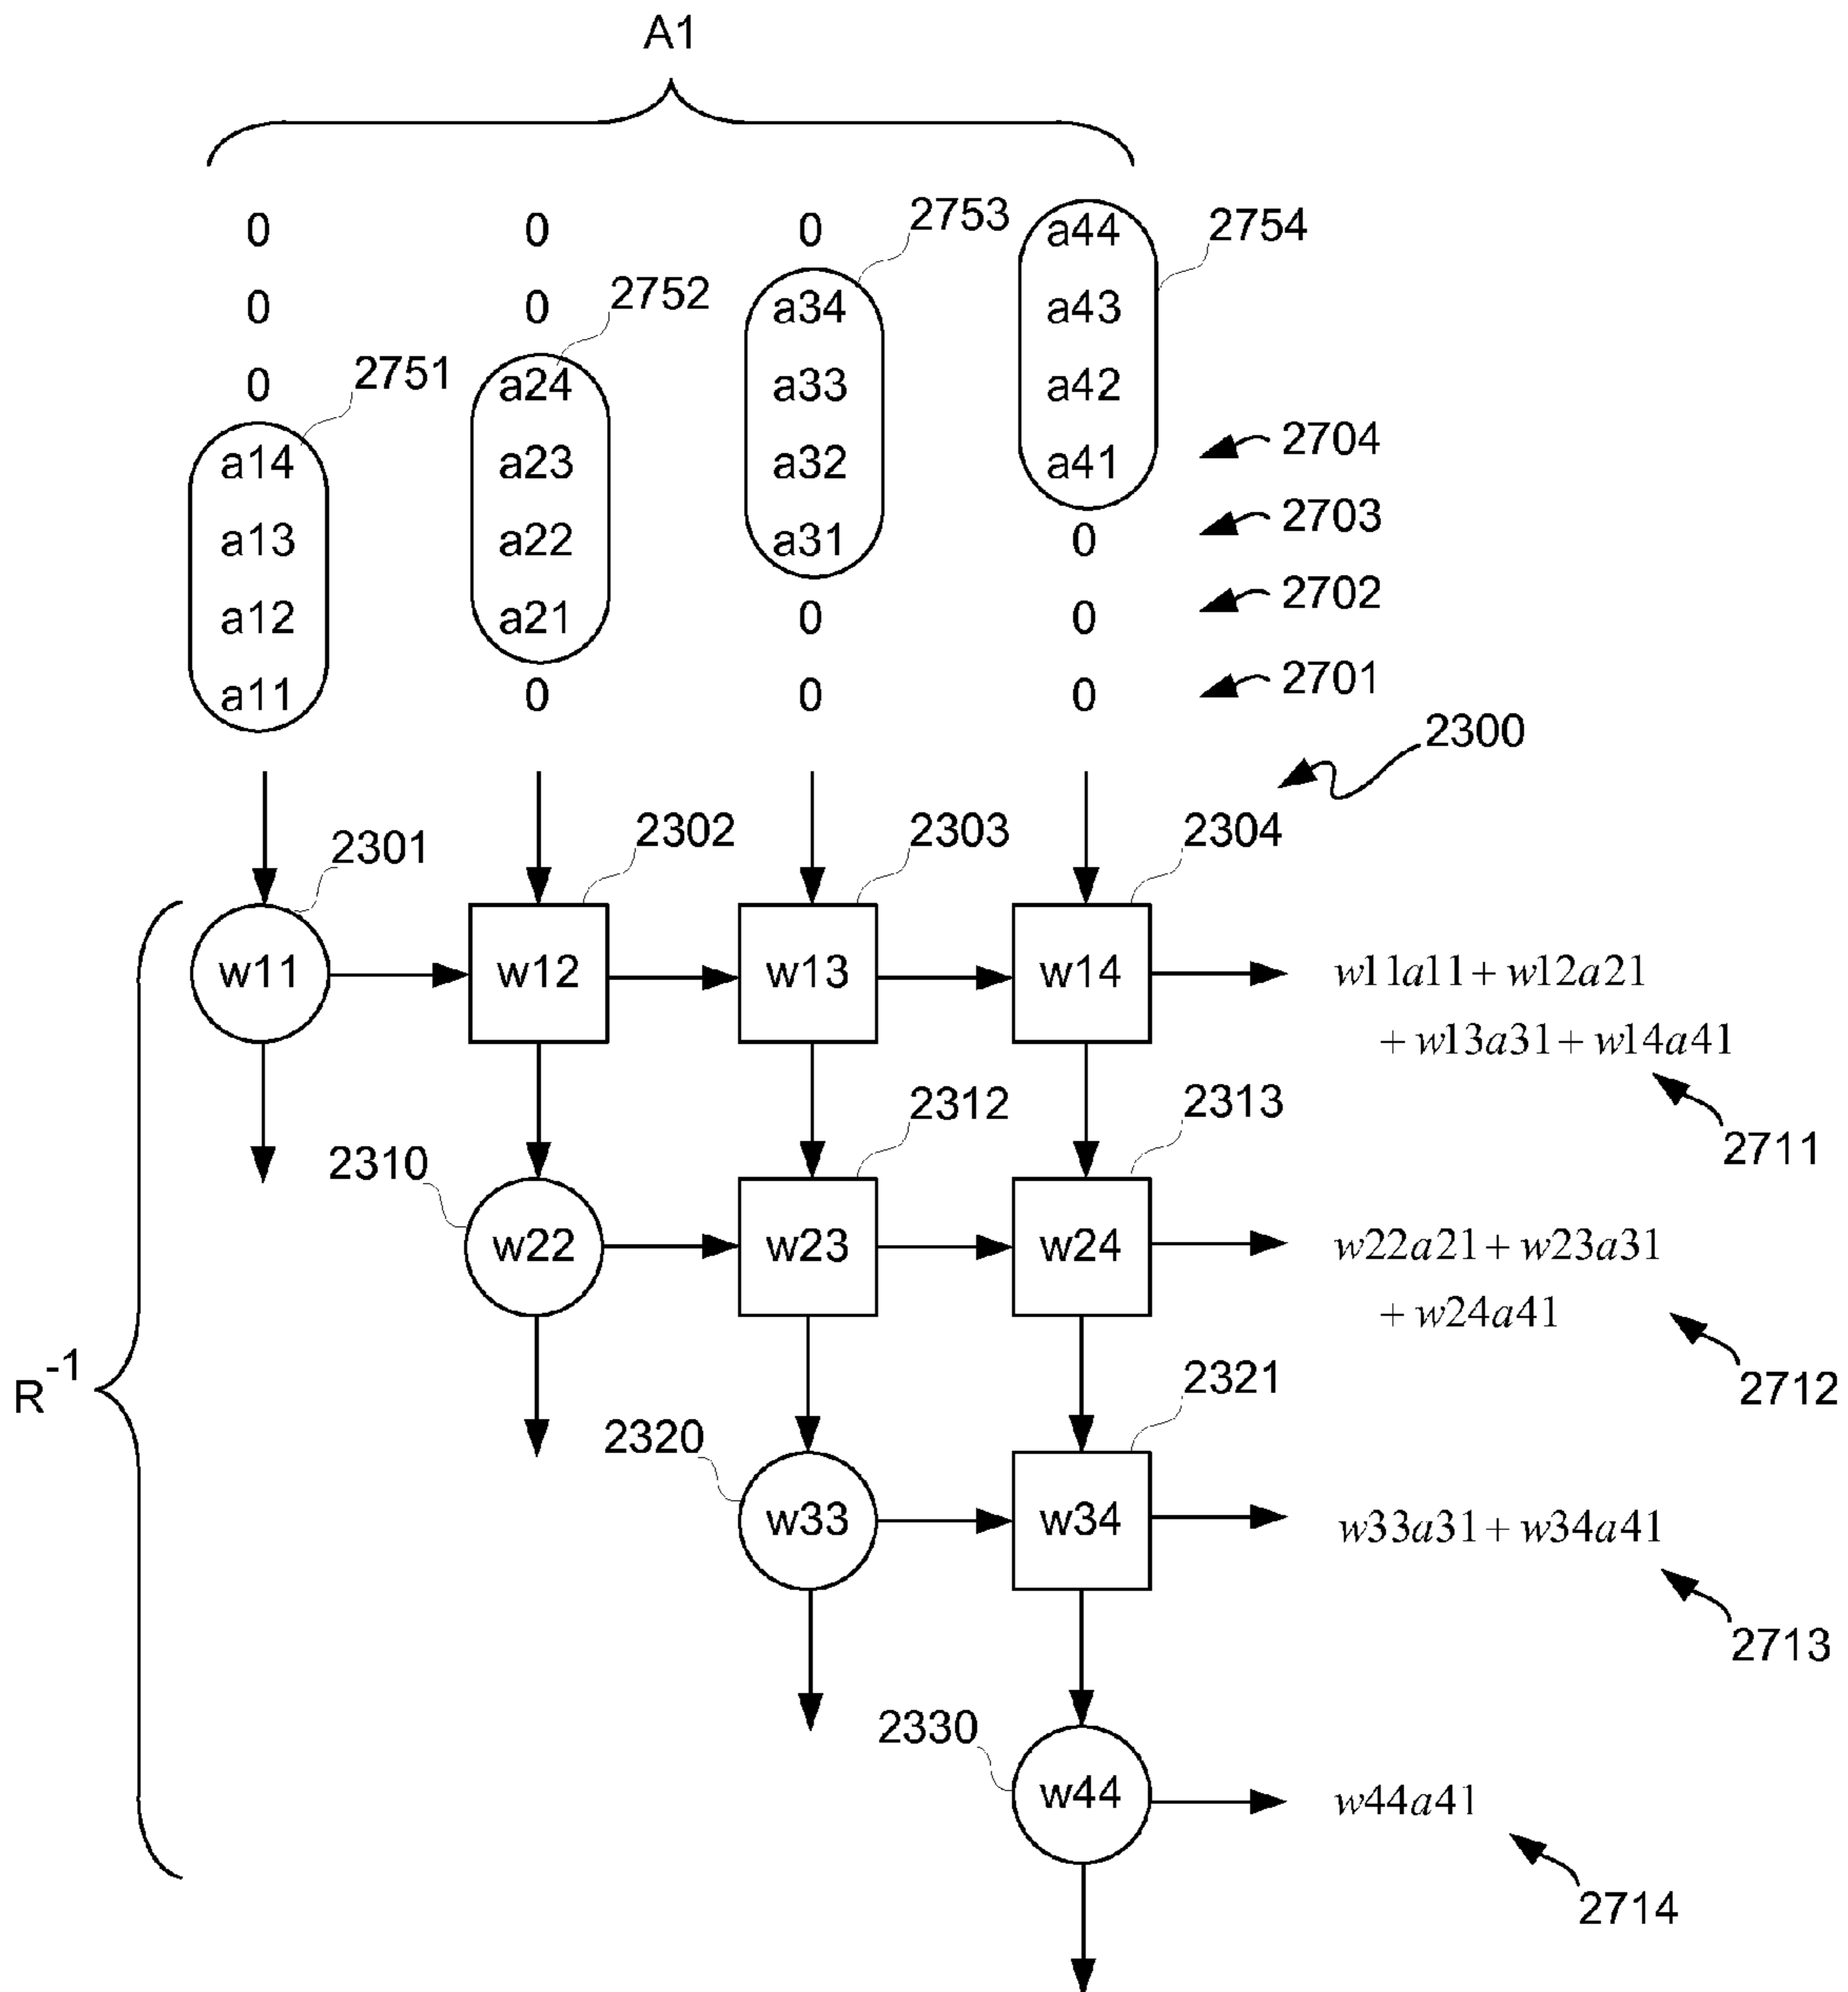 A1
0 0 0 2753 a44 2754
0 0 2752 a34 a43
0 2751 a24 a33 a42
a14 a23 a32 a41 2704
a13 a22 a31 0 2703
a12 a21 0 0 2702
a11 0 0 0 2701
2300
2301 2302 2303 2304
w11 w12 w13 w14 w11a11 + w12a21
+ w13a31 + w14a41
2711
2310 2312 2313
w22 w23 w24 w22a21 + w23a31
+ w24a41
2712
R-1
2320 2321
w33 w34 w33a31 + w34a41
2713
2330
w44 w44a41
2714